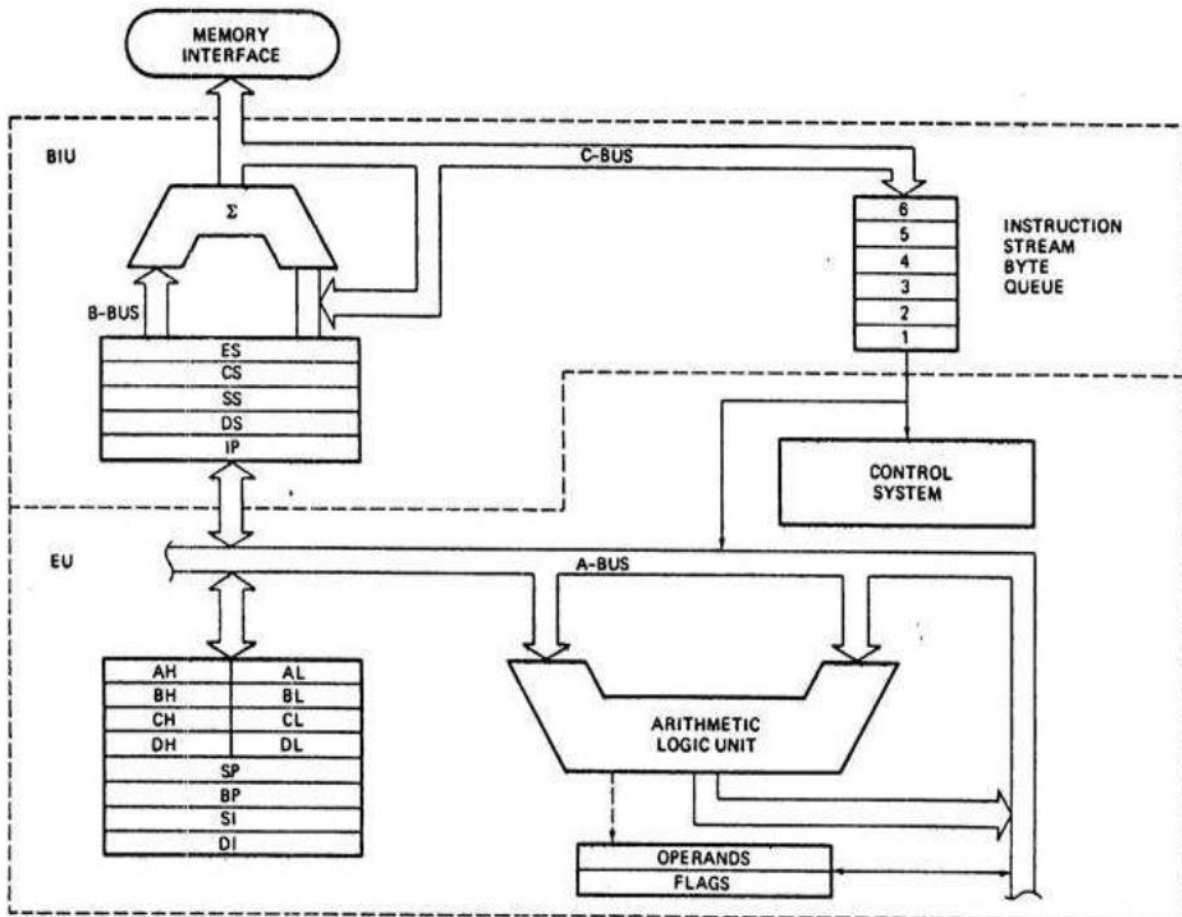 MEMORY
INTERFACE
BIU
C-BUS
Σ
6
5
4
3
2
1
INSTRUCTION
STREAM
BYTE
QUEUE
B-BUS
ES
CS
SS
DS
IP
CONTROL
SYSTEM
EU
A-BUS
AH AL
BH BL
CH CL
DH DL
SP
BP
SI
DI
ARITHMETIC
LOGIC UNIT
OPERANDS
FLAGS